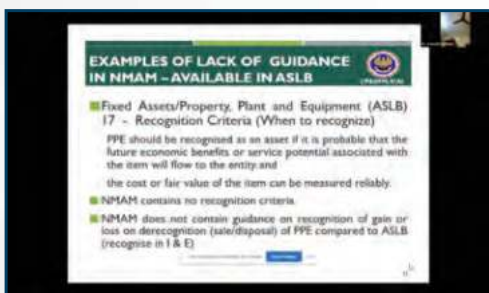 EXAMPLES OF LACK OF GUIDANCE
IN NMAM – AVAILABLE IN ASLB
Fixed Assets/Property, Plant and Equipment (ASLB)
17 - Recognition Criteria (When to recognize)
PPE should be recognised as an asset if it is probable that the
future economic benefits or service potential associated with
the item will flow to the entity and
the cost or fair value of the item can be measured reliably.
NMAM contains no recognition criteria
NMAM does not contain guidance on recognition of gain or
loss on derecognition (sale/disposal) of PPE compared to ASLB
(recognise in I & E)